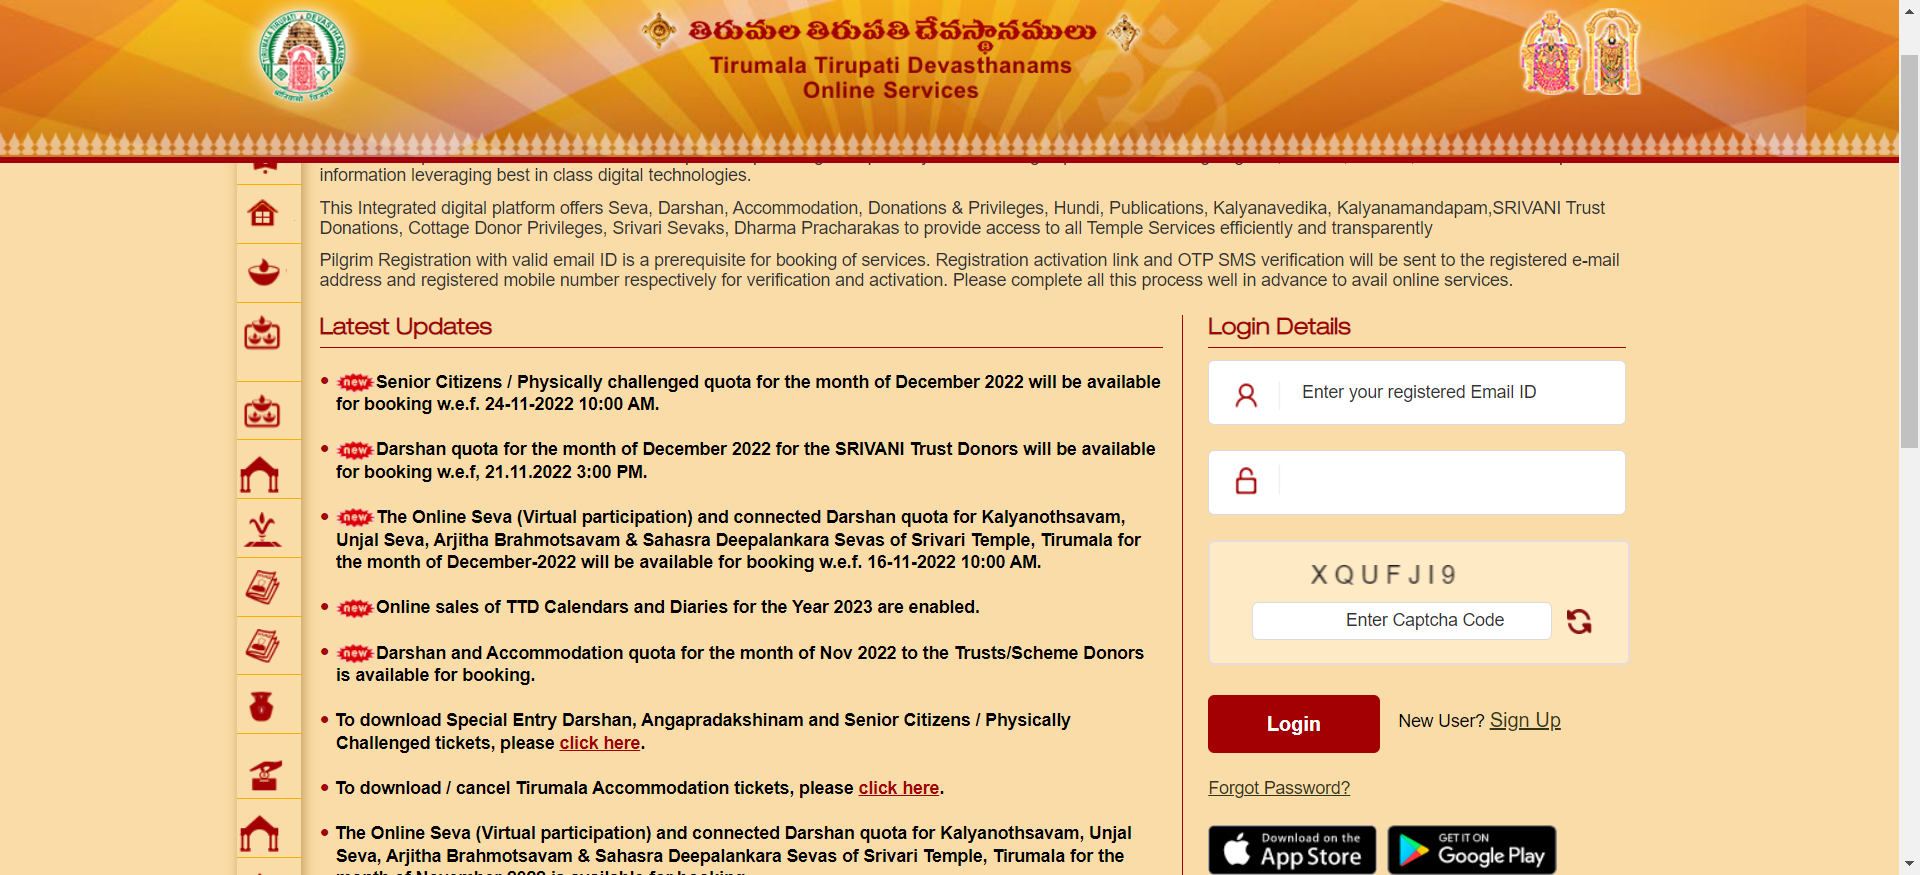 తిరుమల తిరుపతి దేవస్థానములు
Tirumala Tirupati Devasthanams
Online Services
TIRUMALA TIRUPATI DEVASTHANAMS
information leveraging best in class digital technologies.
This Integrated digital platform offers Seva, Darshan, Accommodation, Donations & Privileges, Hundi, Publications, Kalyanavedika, Kalyanamandapam,SRIVANI Trust
Donations, Cottage Donor Privileges, Srivari Sevaks, Dharma Pracharakas to provide access to all Temple Services efficiently and transparently
Pilgrim Registration with valid email ID is a prerequisite for booking of services. Registration activation link and OTP SMS verification will be sent to the registered e-mail
address and registered mobile number respectively for verification and activation. Please complete all this process well in advance to avail online services.
Latest Updates
new Senior Citizens / Physically challenged quota for the month of December 2022 will be available
for booking w.e.f. 24-11-2022 10:00 AM.
new Darshan quota for the month of December 2022 for the SRIVANI Trust Donors will be available
for booking w.e.f, 21.11.2022 3:00 PM.
new The Online Seva (Virtual participation) and connected Darshan quota for Kalyanothsavam,
Unjal Seva, Arjitha Brahmotsavam & Sahasra Deepalankara Sevas of Srivari Temple, Tirumala for
the month of December-2022 will be available for booking w.e.f. 16-11-2022 10:00 AM.
new Online sales of TTD Calendars and Diaries for the Year 2023 are enabled.
new Darshan and Accommodation quota for the month of Nov 2022 to the Trusts/Scheme Donors
is available for booking.
To download Special Entry Darshan, Angapradakshinam and Senior Citizens / Physically
Challenged tickets, please click here.
To download / cancel Tirumala Accommodation tickets, please click here.
The Online Seva (Virtual participation) and connected Darshan quota for Kalyanothsavam, Unjal
Seva, Arjitha Brahmotsavam & Sahasra Deepalankara Sevas of Srivari Temple, Tirumala for the
Login Details
Enter your registered Email ID
XQUFJI9
Enter Captcha Code
Login
New User? Sign Up
Forgot Password?
Download on the
App Store
GET IT ON
Google Play